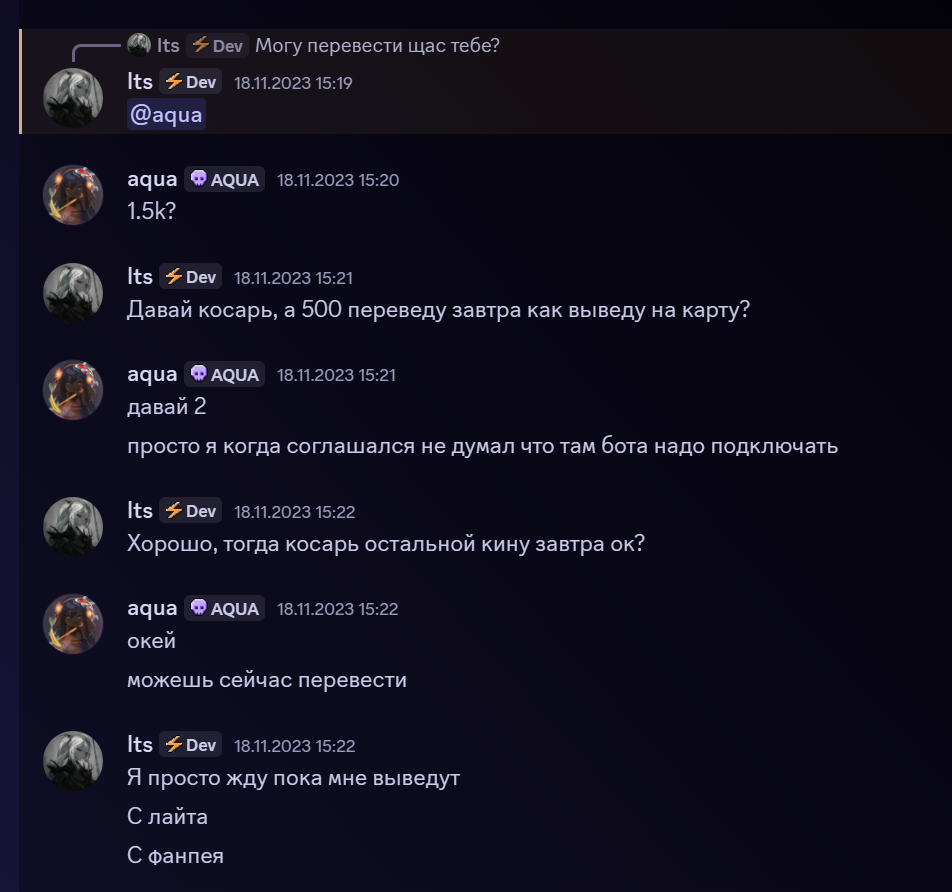 Its Dev Могу перевести щас тебе?
Its Dev 18.11.2023 15:19
@aqua
aqua AQUA 18.11.2023 15:20
1.5k?
Its Dev 18.11.2023 15:21
Давай косарь, а 500 переведу завтра как выведу на карту?
aqua AQUA 18.11.2023 15:21
давай 2
просто я когда соглашался не думал что там бота надо подключать
Its Dev 18.11.2023 15:22
Хорошо, тогда косарь остальной кину завтра ок?
aqua AQUA 18.11.2023 15:22
окей
можешь сейчас перевести
Its Dev 18.11.2023 15:22
Я просто жду пока мне выведут
С лайта
С фанпея